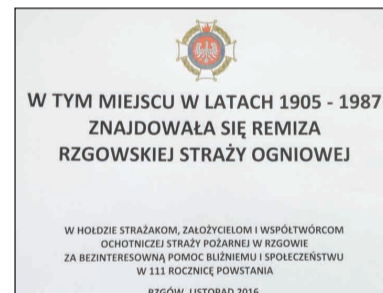 W TYM MIEJSCU W LATACH 1905 - 1987
ZNAJDOWAŁA SIĘ REMIZA
RZGOWSKIEJ STRAŻY OGNIOWEJ
W HOŁDZIE STRAŻAKOM, ZAŁOŻYCIELOM I WSPÓŁTWÓRCOM
OCHOTNICZEJ STRAŻY POŻARNEJ W RZGOWIE
ZA BEZINTERESOWNĄ POMOC BLIŹNIEMU I SPOŁECZEŃSTWU
W 111 ROCZNICĘ POWSTANIA
RZGÓW, LISTOPAD 2016